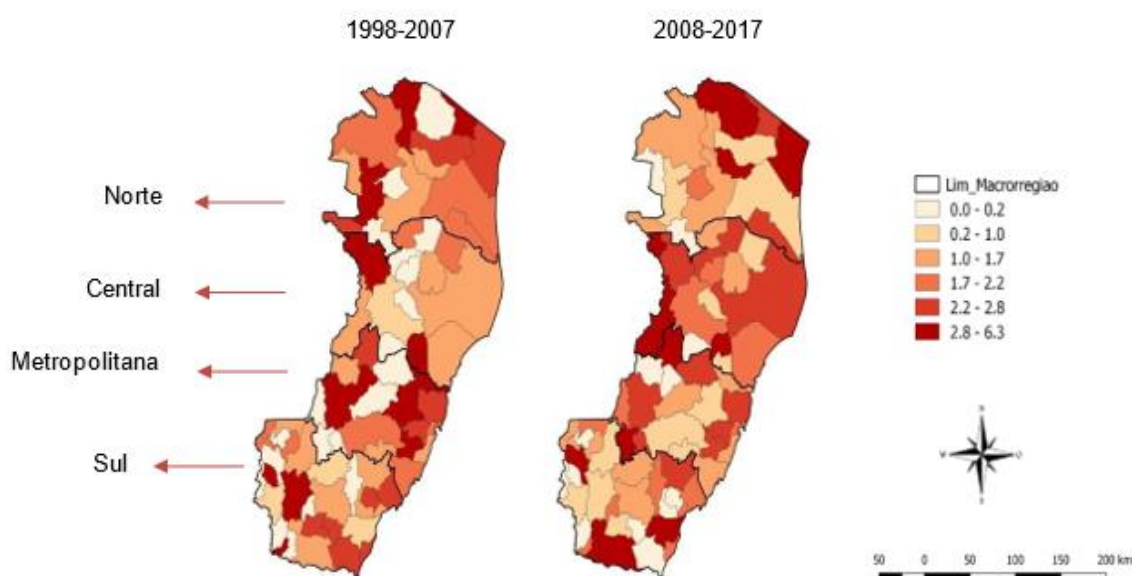 1998-2007
2008-2017
Norte
Central
Metropolitana
Sul
Lim_Macrorregiao
0.0 - 0.2
0.2 - 1.0
1.0 - 1.7
1.7 - 2.2
2.2 - 2.8
2.8 - 6.3
50 0 50 100 150 200 km